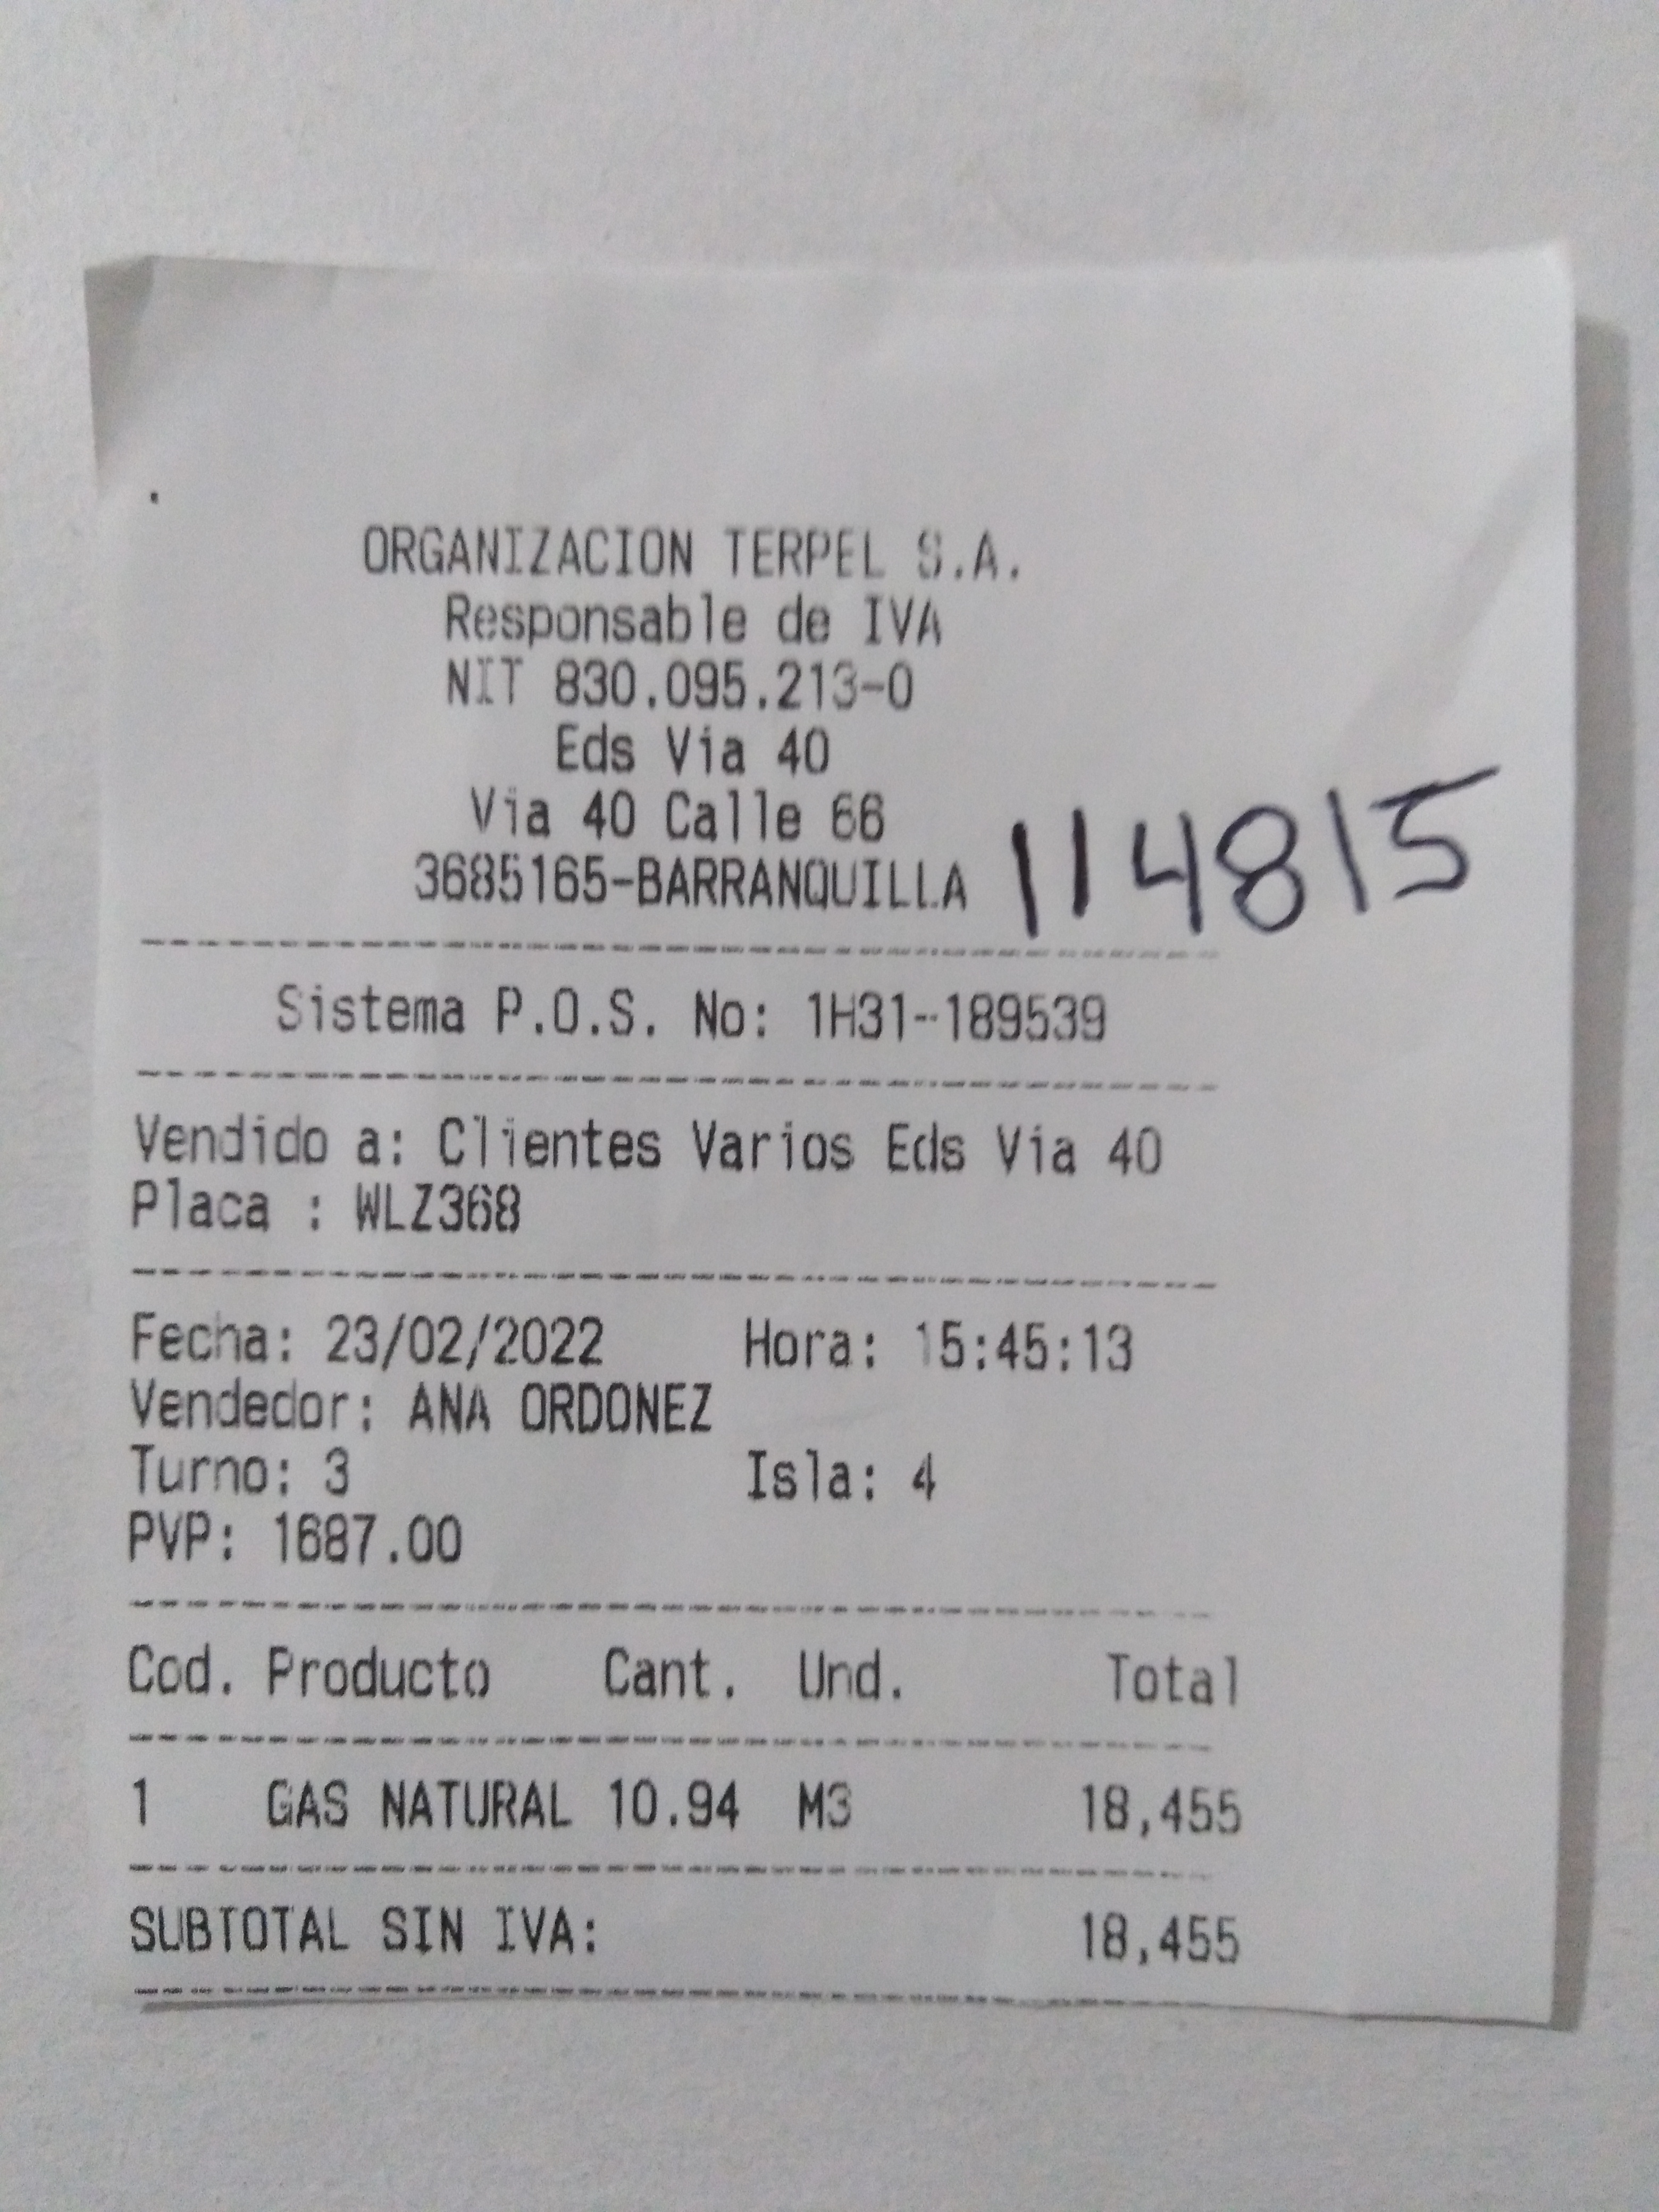 ORGANIZACION TERPEL S.A.
Responsable de IVA
NIT 830.095.213-0
Eds Via 40
Via 40 Calle 66
3685165-BARRANQUILLA 114815
Sistema P.O.S. No: 1H31-189539
Vendido a: Clientes Varios Eds Via 40
Placa : WLZ368
Fecha: 23/02/2022 Hora: 15:45:13
Vendedor: ANA ORDONEZ
Turno: 3 Isla: 4
PVP: 1687.00
Cod. Producto Cant. Und. Total
1 GAS NATURAL 10.94 M3 18,455
SUBTOTAL SIN IVA: 18,455